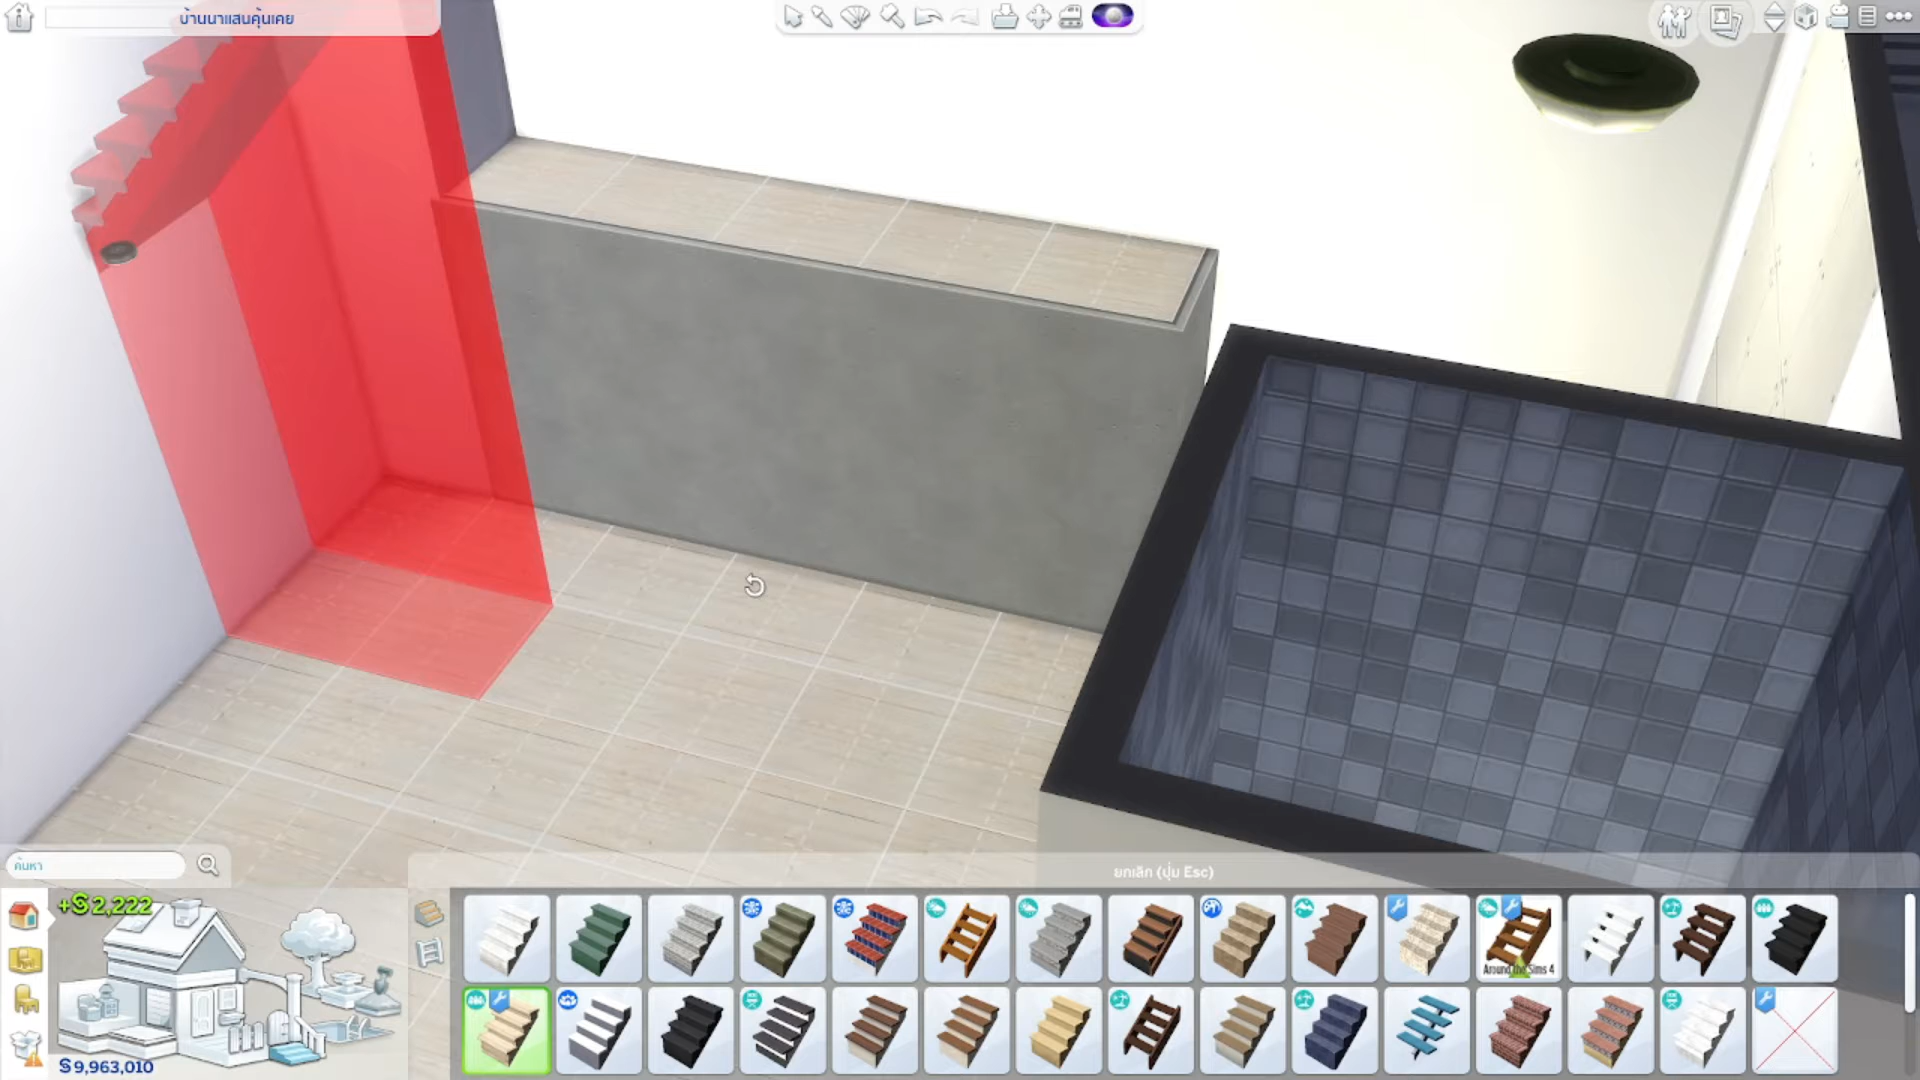 บ้านนาแสนคุ้นเคย
ค้นหา
ยกเลิก (ปุ่ม Esc)
+§2,222
Around the Sims 4
§9,963,010